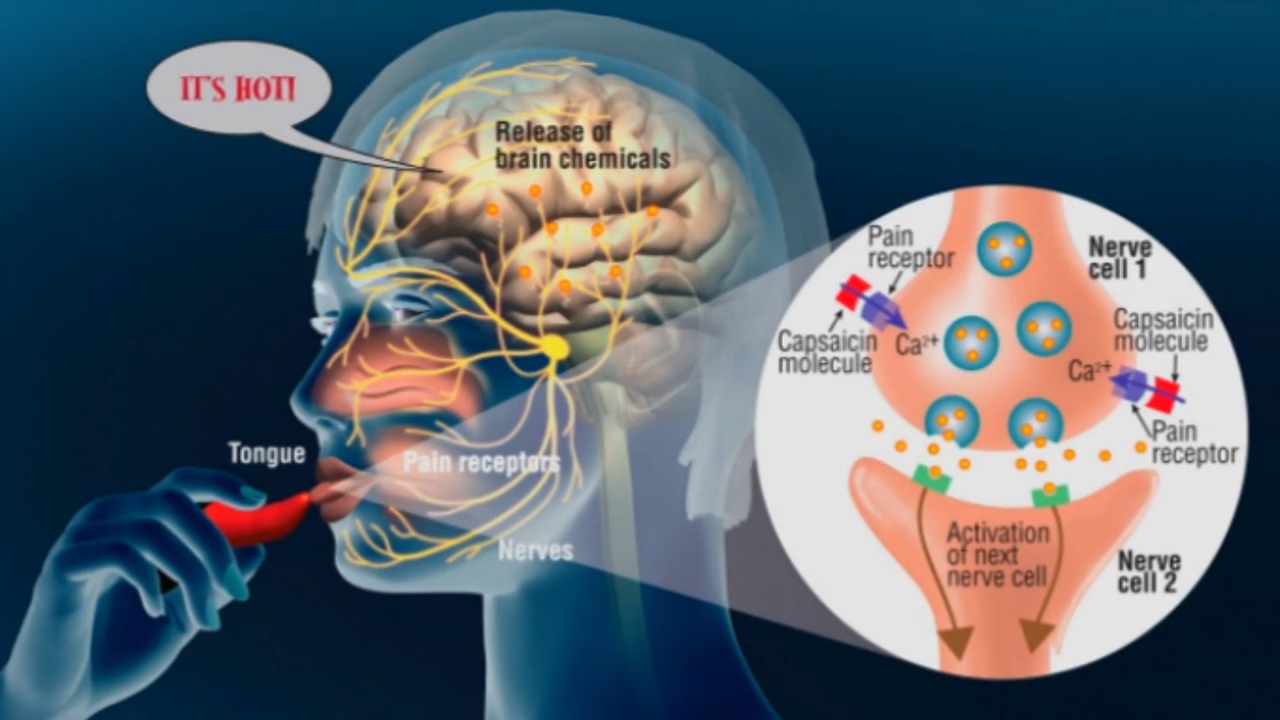 IT'S HOT!
Release of
brain chemicals
Tongue
Pain receptors
Nerves
Pain
receptor
Nerve
cell 1
Capsaicin
molecule
Ca²⁺
Capsaicin
molecule
Ca²⁺
Pain
receptor
Activation
of next
nerve cell
Nerve
cell 2